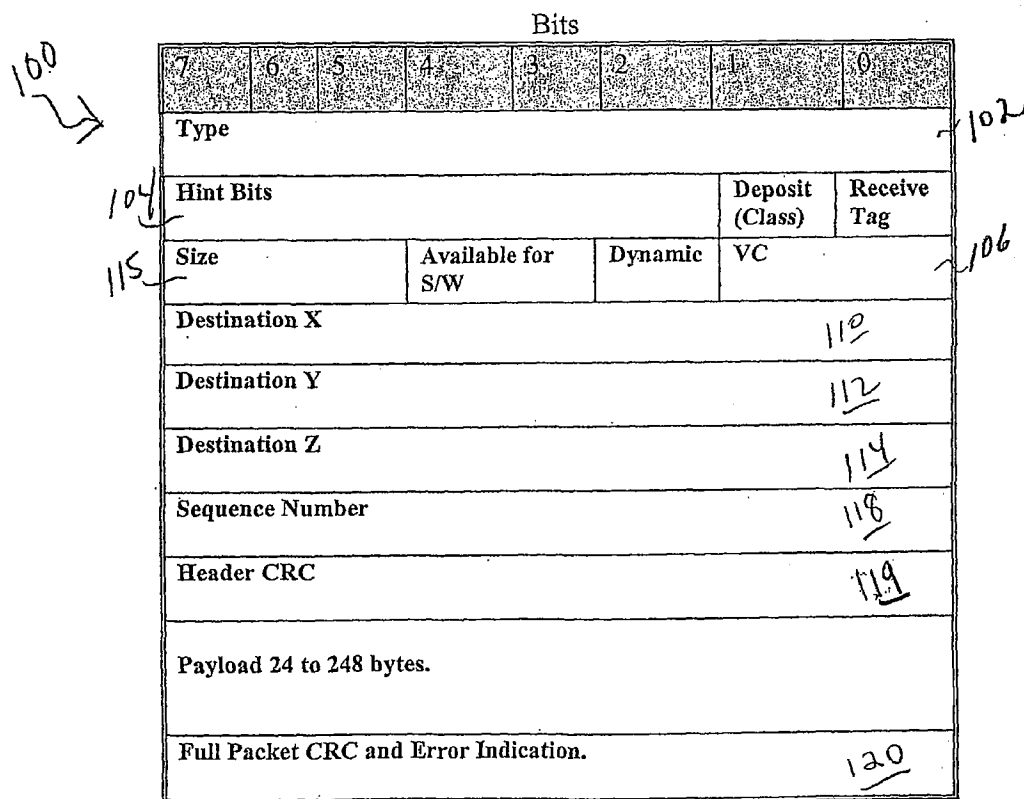 Bits
100
7 6 5 4 3 2 1 0
Type 102
104 Hint Bits Deposit (Class) Receive Tag
115 Size Available for S/W Dynamic VC 106
Destination X 110
Destination Y 112
Destination Z 114
Sequence Number 118
Header CRC 119
Payload 24 to 248 bytes.
Full Packet CRC and Error Indication. 120